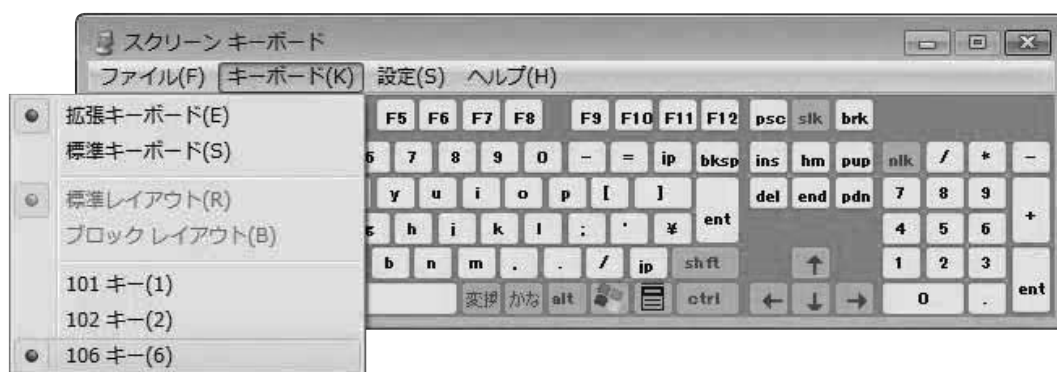 スクリーン キーボード
ファイル(F) キーボード(K) 設定(S) ヘルプ(H)
拡張キーボード(E)
標準キーボード(S)
標準レイアウト(R)
ブロック レイアウト(B)
101 キー(1)
102 キー(2)
106 キー(6)
F5 F6 F7 F8 F9 F10 F11 F12 psc slk brk
6 7 8 9 0 - = ip bksp ins hm pup nlk / * -
y u i o p [ ] ent del end pdn 7 8 9 +
h j k l ; ' ¥ 4 5 6
b n m , . / ip shft ↑ 1 2 3 ent
変換 かな alt ctrl ← ↓ → 0 .